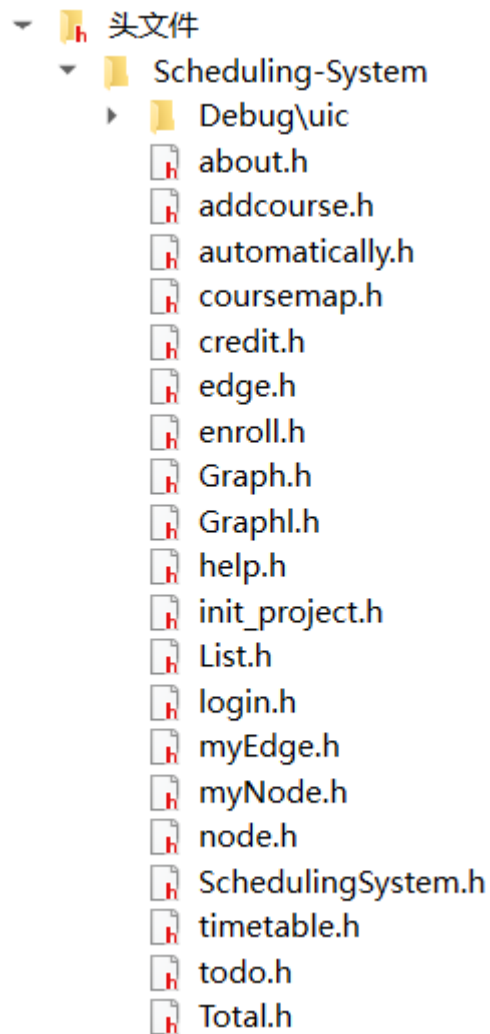 头文件
Scheduling-System
Debug\uic
about.h
addcourse.h
automatically.h
coursemap.h
credit.h
edge.h
enroll.h
Graph.h
Graphl.h
help.h
init_project.h
List.h
login.h
myEdge.h
myNode.h
node.h
SchedulingSystem.h
timetable.h
todo.h
Total.h